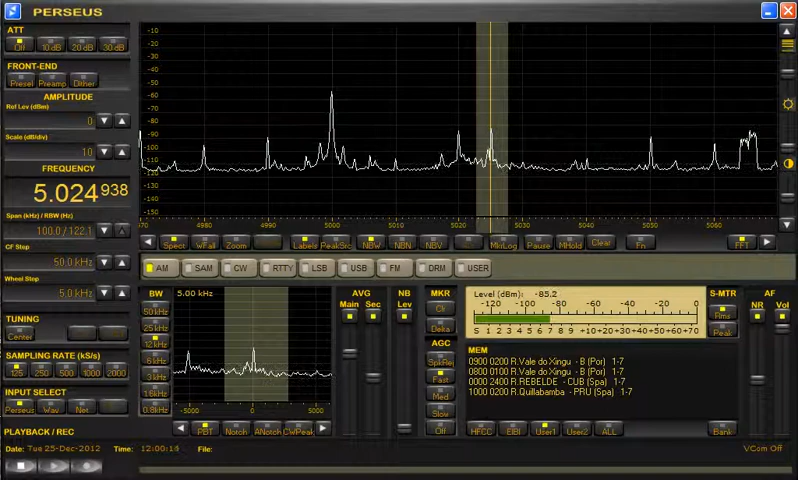 PERSEUS
ATT
Off 10 dB 20 dB 30 dB
FRONT-END
Presel Preamp Dither
AMPLITUDE
Ref Lev (dBm)
0
Scale (dB/div)
10
FREQUENCY
5.024938
Span (kHz) / RBW (Hz)
100.0 / 122.1
CF Step
50.0 kHz
Wheel Step
5.0 kHz
TUNING
Center
SAMPLING RATE (kS/s)
125 250 500 1000 2000
INPUT SELECT
Perseus Wav Net
-10
-20
-30
-40
-50
-60
-70
-80
-90
-100
-110
-120
-130
-140
-150
70 4980 4990 5000 5010 5020 5030 5040 5050 5060
Spect WFall Zoom Labels PeakSrc NBW NBN NBV MkrLog Pause MHold Clear Fn FFT
AM SAM CW RTTY LSB USB FM DRM USER
BW
50 kHz
25 kHz
12 kHz
6 kHz
3 kHz
1.6 kHz
0.8 kHz
5.00 kHz
-5000 0 5000
PBT Notch ANotch CWPeak
AVG
Main Sec
NB
Lev
MKR
Clr
Deka
AGC
SpkRej
Fast
Med
Slow
Off
Level (dBm): -85.2
-120 -100 -80 -60 -40 -20 0
S 1 2 3 4 5 6 7 8 9 +10 +20 +30 +40 +50 +60 +70
S-MTR
Rms
Peak
AF
NR Vol
MEM
0900 0200 R.Vale do Xingu - B (Por) 1-7
0800 0100 R.Vale do Xingu - B (Por) 1-7
0000 2400 R.REBELDE - CUB (Spa) 1-7
1000 0200 R.Quillabamba - PRU (Spa) 1-7
HFCC EIBI User1 User2 ALL Bank
PLAYBACK / REC
Date: Tue 25-Dec-2012 Time: 12:00:16 File:
VCom Off